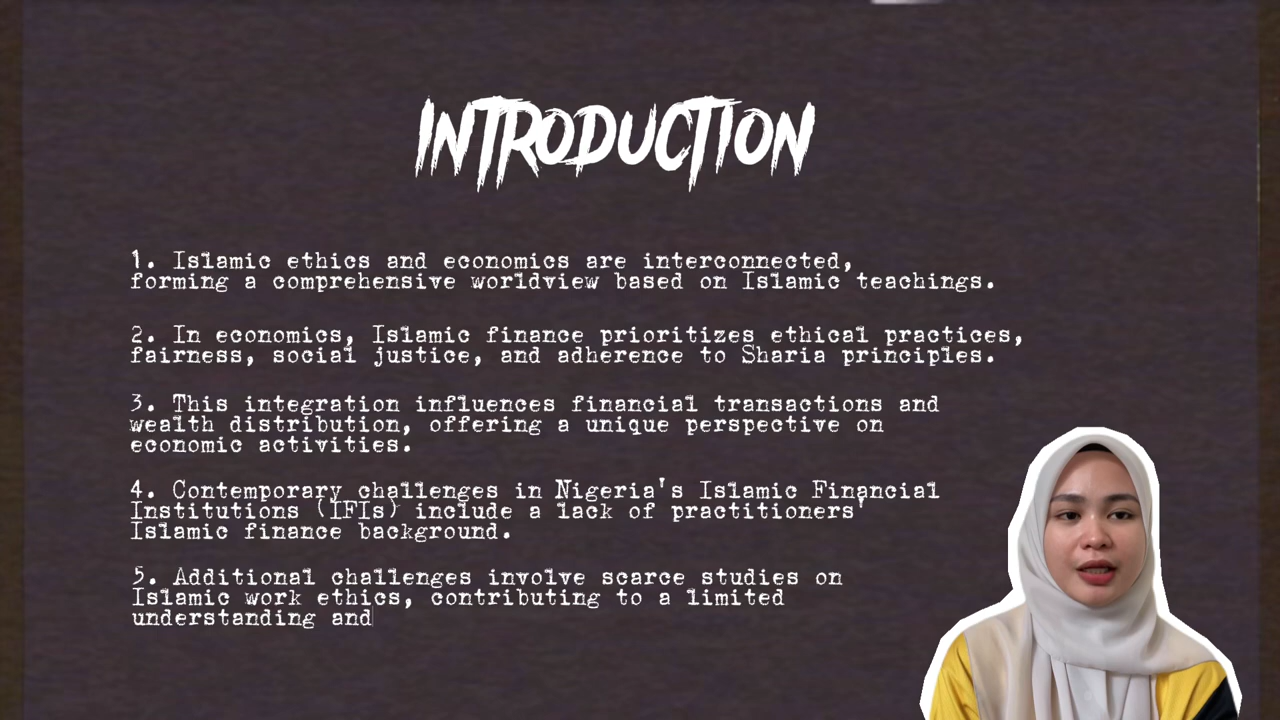 INTRODUCTION
1. Islamic ethics and economics are interconnected,
forming a comprehensive worldview based on Islamic teachings.
2. In economics, Islamic finance prioritizes ethical practices,
fairness, social justice, and adherence to Sharia principles.
3. This integration influences financial transactions and
wealth distribution, offering a unique perspective on
economic activities.
4. Contemporary challenges in Nigeria's Islamic Financial
Institutions (IFIs) include a lack of practitioners'
Islamic finance background.
5. Additional challenges involve scarce studies on
Islamic work ethics, contributing to a limited
understanding and